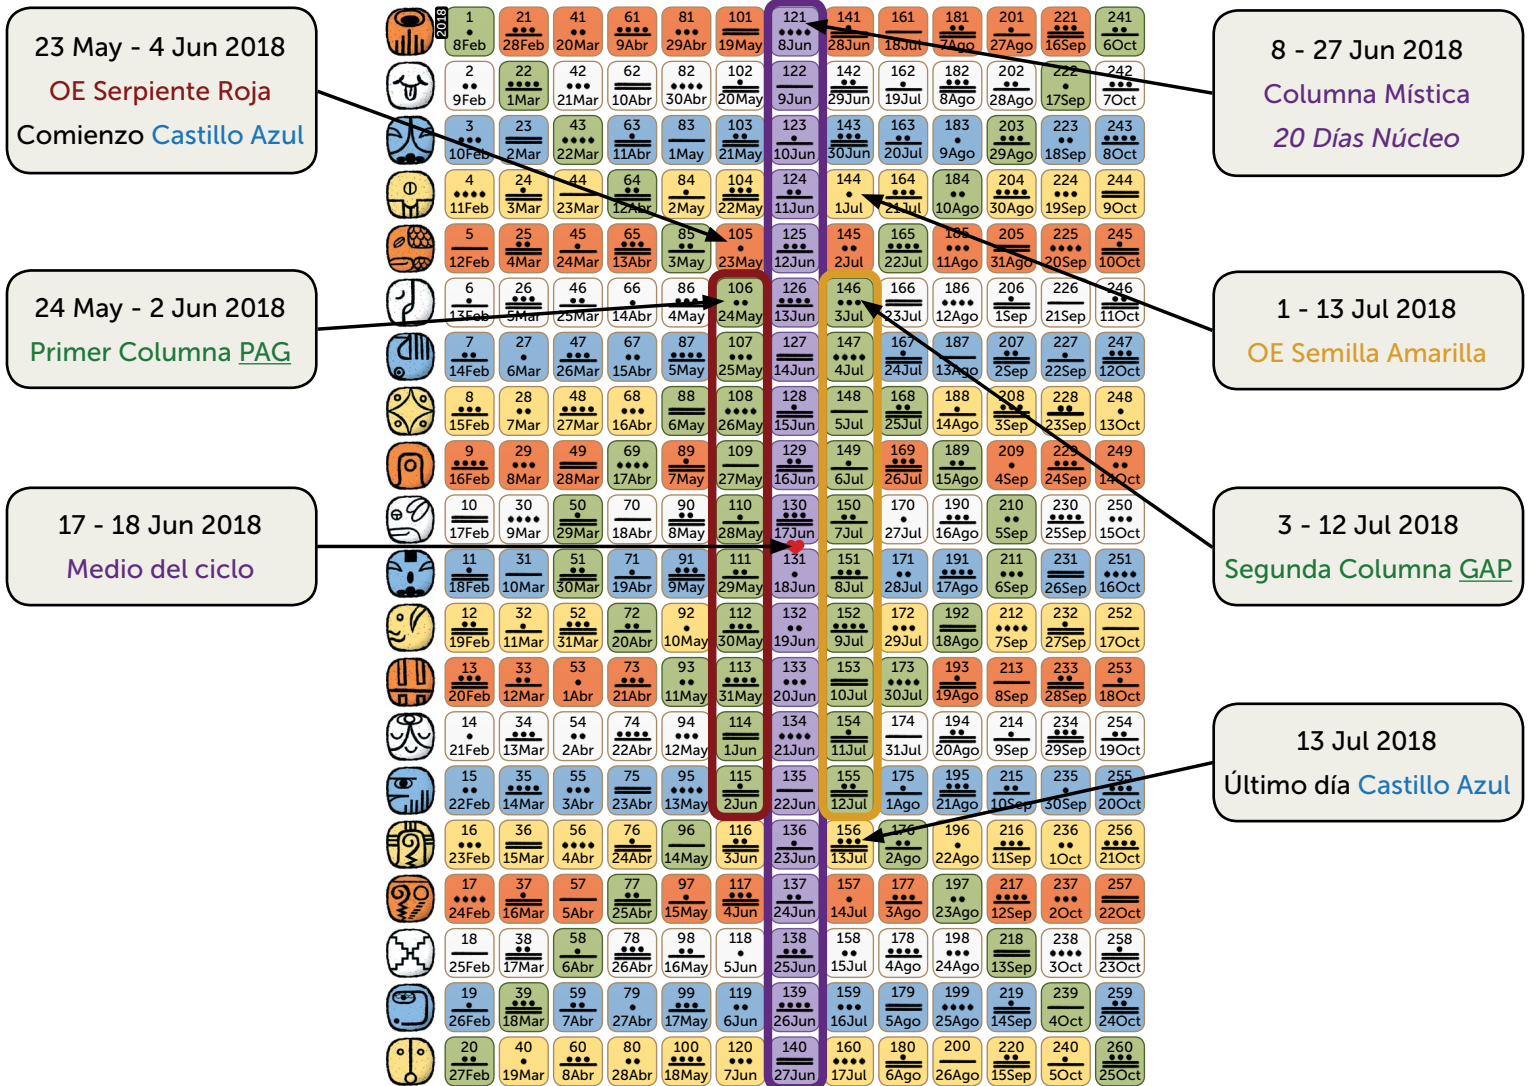 23 May - 4 Jun 2018
OE Serpiente Roja
Comienzo Castillo Azul
24 May - 2 Jun 2018
Primer Columna PAG
17 - 18 Jun 2018
Medio del ciclo
2018
1 21 41 61 81 101 121 141 161 181 201 221 241
8Feb 28Feb 20Mar 9Abr 29Abr 19May 8Jun 28Jun 18Jul 7Ago 27Ago 16Sep 6Oct
2 22 42 62 82 102 122 142 162 182 202 222 242
9Feb 1Mar 21Mar 10Abr 30Abr 20May 9Jun 29Jun 19Jul 8Ago 28Ago 17Sep 7Oct
3 23 43 63 83 103 123 143 163 183 203 223 243
10Feb 2Mar 22Mar 11Abr 1May 21May 10Jun 30Jun 20Jul 9Ago 29Ago 18Sep 8Oct
4 24 44 64 84 104 124 144 164 184 204 224 244
11Feb 3Mar 23Mar 12Abr 2May 22May 11Jun 1Jul 21Jul 10Ago 30Ago 19Sep 9Oct
5 25 45 65 85 105 125 145 165 185 205 225 245
12Feb 4Mar 24Mar 13Abr 3May 23May 12Jun 2Jul 22Jul 11Ago 31Ago 20Sep 10Oct
6 26 46 66 86 106 126 146 166 186 206 226 246
13Feb 5Mar 25Mar 14Abr 4May 24May 13Jun 3Jul 23Jul 12Ago 1Sep 21Sep 11Oct
7 27 47 67 87 107 127 147 167 187 207 227 247
14Feb 6Mar 26Mar 15Abr 5May 25May 14Jun 4Jul 24Jul 13Ago 2Sep 22Sep 12Oct
8 28 48 68 88 108 128 148 168 188 208 228 248
15Feb 7Mar 27Mar 16Abr 6May 26May 15Jun 5Jul 25Jul 14Ago 3Sep 23Sep 13Oct
9 29 49 69 89 109 129 149 169 189 209 229 249
16Feb 8Mar 28Mar 17Abr 7May 27May 16Jun 6Jul 26Jul 15Ago 4Sep 24Sep 14Oct
10 30 50 70 90 110 130 150 170 190 210 230 250
17Feb 9Mar 29Mar 18Abr 8May 28May 17Jun 7Jul 27Jul 16Ago 5Sep 25Sep 15Oct
11 31 51 71 91 111 131 151 171 191 211 231 251
18Feb 10Mar 30Mar 19Abr 9May 29May 18Jun 8Jul 28Jul 17Ago 6Sep 26Sep 16Oct
12 32 52 72 92 112 132 152 172 192 212 232 252
19Feb 11Mar 31Mar 20Abr 10May 30May 19Jun 9Jul 29Jul 18Ago 7Sep 27Sep 17Oct
13 33 53 73 93 113 133 153 173 193 213 233 253
20Feb 12Mar 1Abr 21Abr 11May 31May 20Jun 10Jul 30Jul 19Ago 8Sep 28Sep 18Oct
14 34 54 74 94 114 134 154 174 194 214 234 254
21Feb 13Mar 2Abr 22Abr 12May 1Jun 21Jun 11Jul 31Jul 20Ago 9Sep 29Sep 19Oct
15 35 55 75 95 115 135 155 175 195 215 235 255
22Feb 14Mar 3Abr 23Abr 13May 2Jun 22Jun 12Jul 1Ago 21Ago 10Sep 30Sep 20Oct
16 36 56 76 96 116 136 156 176 196 216 236 256
23Feb 15Mar 4Abr 24Abr 14May 3Jun 23Jun 13Jul 2Ago 22Ago 11Sep 1Oct 21Oct
17 37 57 77 97 117 137 157 177 197 217 237 257
24Feb 16Mar 5Abr 25Abr 15May 4Jun 24Jun 14Jul 3Ago 23Ago 12Sep 2Oct 22Oct
18 38 58 78 98 118 138 158 178 198 218 238 258
25Feb 17Mar 6Abr 26Abr 16May 5Jun 25Jun 15Jul 4Ago 24Ago 13Sep 3Oct 23Oct
19 39 59 79 99 119 139 159 179 199 219 239 259
26Feb 18Mar 7Abr 27Abr 17May 6Jun 26Jun 16Jul 5Ago 25Ago 14Sep 4Oct 24Oct
20 40 60 80 100 120 140 160 180 200 220 240 260
27Feb 19Mar 8Abr 28Abr 18May 7Jun 27Jun 17Jul 6Ago 26Ago 15Sep 5Oct 25Oct
8 - 27 Jun 2018
Columna Mística
20 Días Núcleo
1 - 13 Jul 2018
OE Semilla Amarilla
3 - 12 Jul 2018
Segunda Columna GAP
13 Jul 2018
Último día Castillo Azul